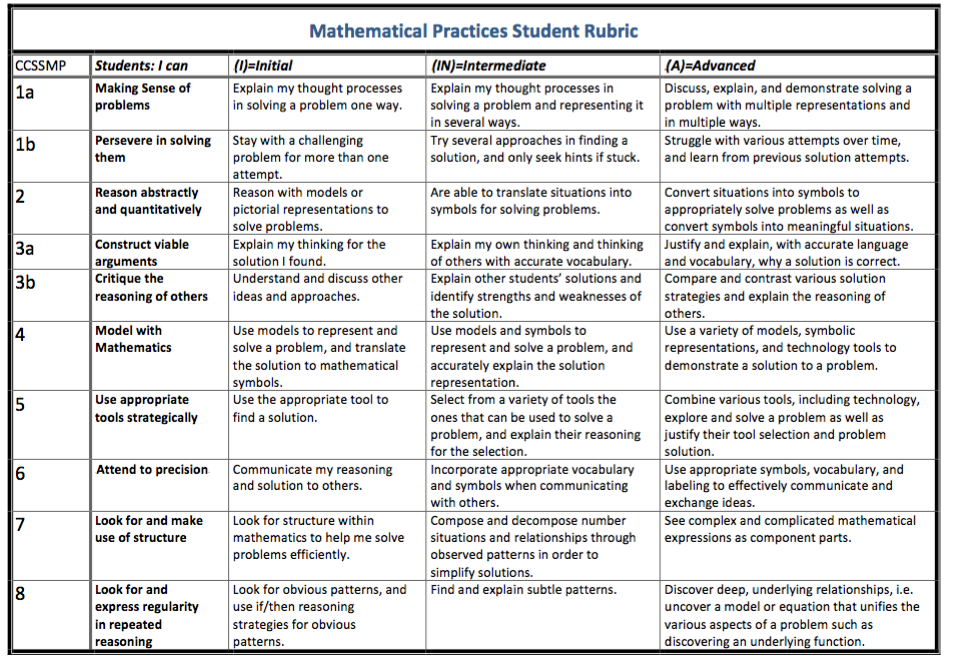 Mathematical Practices Student Rubric
CCSSMP Students: I can (I)=Initial (IN)=Intermediate (A)=Advanced
1a
Making Sense of
problems
Explain my thought processes
in solving a problem one way.
Explain my thought processes in
solving a problem and representing it
in several ways.
Discuss, explain, and demonstrate solving a
problem with multiple representations and
in multiple ways.
1b
Persevere in solving
them
Stay with a challenging
problem for more than one
attempt.
Try several approaches in finding a
solution, and only seek hints if stuck.
Struggle with various attempts over time,
and learn from previous solution attempts.
2
Reason abstractly
and quantitatively
Reason with models or
pictorial representations to
solve problems.
Are able to translate situations into
symbols for solving problems.
Convert situations into symbols to
appropriately solve problems as well as
convert symbols into meaningful situations.
3a
Construct viable
arguments
Explain my thinking for the
solution I found.
Explain my own thinking and thinking
of others with accurate vocabulary.
Justify and explain, with accurate language
and vocabulary, why a solution is correct.
3b
Critique the
reasoning of others
Understand and discuss other
ideas and approaches.
Explain other students’ solutions and
identify strengths and weaknesses of
the solution.
Compare and contrast various solution
strategies and explain the reasoning of
others.
4
Model with
Mathematics
Use models to represent and
solve a problem, and translate
the solution to mathematical
symbols.
Use models and symbols to
represent and solve a problem, and
accurately explain the solution
representation.
Use a variety of models, symbolic
representations, and technology tools to
demonstrate a solution to a problem.
5
Use appropriate
tools strategically
Use the appropriate tool to
find a solution.
Select from a variety of tools the
ones that can be used to solve a
problem, and explain their reasoning
for the selection.
Combine various tools, including technology,
explore and solve a problem as well as
justify their tool selection and problem
solution.
6
Attend to precision
Communicate my reasoning
and solution to others.
Incorporate appropriate vocabulary
and symbols when communicating
with others.
Use appropriate symbols, vocabulary, and
labeling to effectively communicate and
exchange ideas.
7
Look for and make
use of structure
Look for structure within
mathematics to help me solve
problems efficiently.
Compose and decompose number
situations and relationships through
observed patterns in order to
simplify solutions.
See complex and complicated mathematical
expressions as component parts.
8
Look for and
express regularity
in repeated
reasoning
Look for obvious patterns, and
use if/then reasoning
strategies for obvious
patterns.
Find and explain subtle patterns.
Discover deep, underlying relationships, i.e.
uncover a model or equation that unifies the
various aspects of a problem such as
discovering an underlying function.